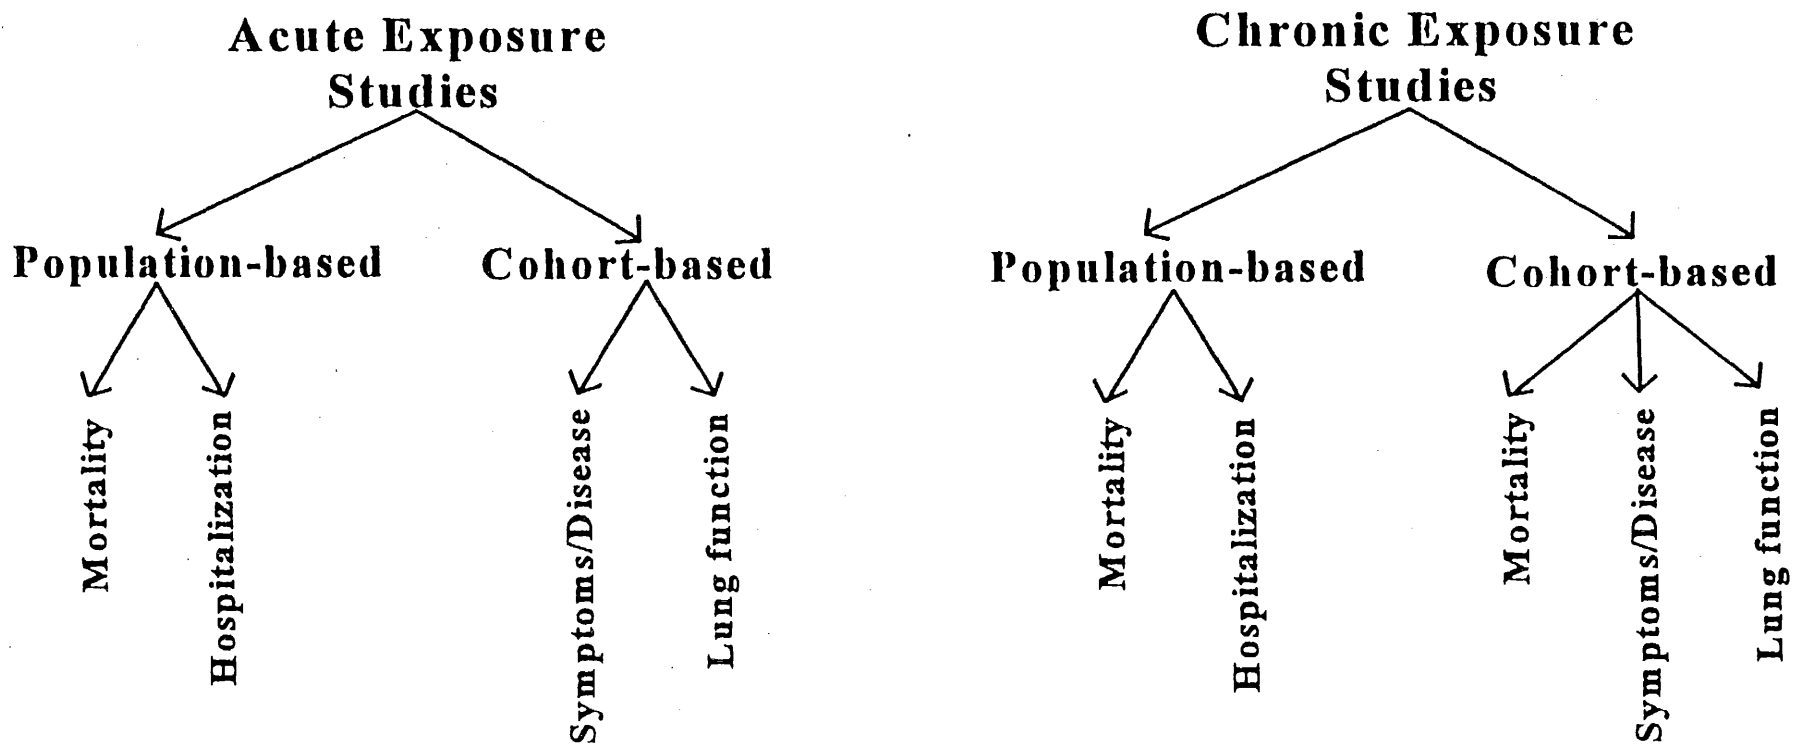 Acute Exposure
Studies
Population-based
Cohort-based
Mortality
Hospitalization
Symptoms/Disease
Lung function
Chronic Exposure
Studies
Population-based
Cohort-based
Mortality
Hospitalization
Mortality
Symptoms/Disease
Lung function